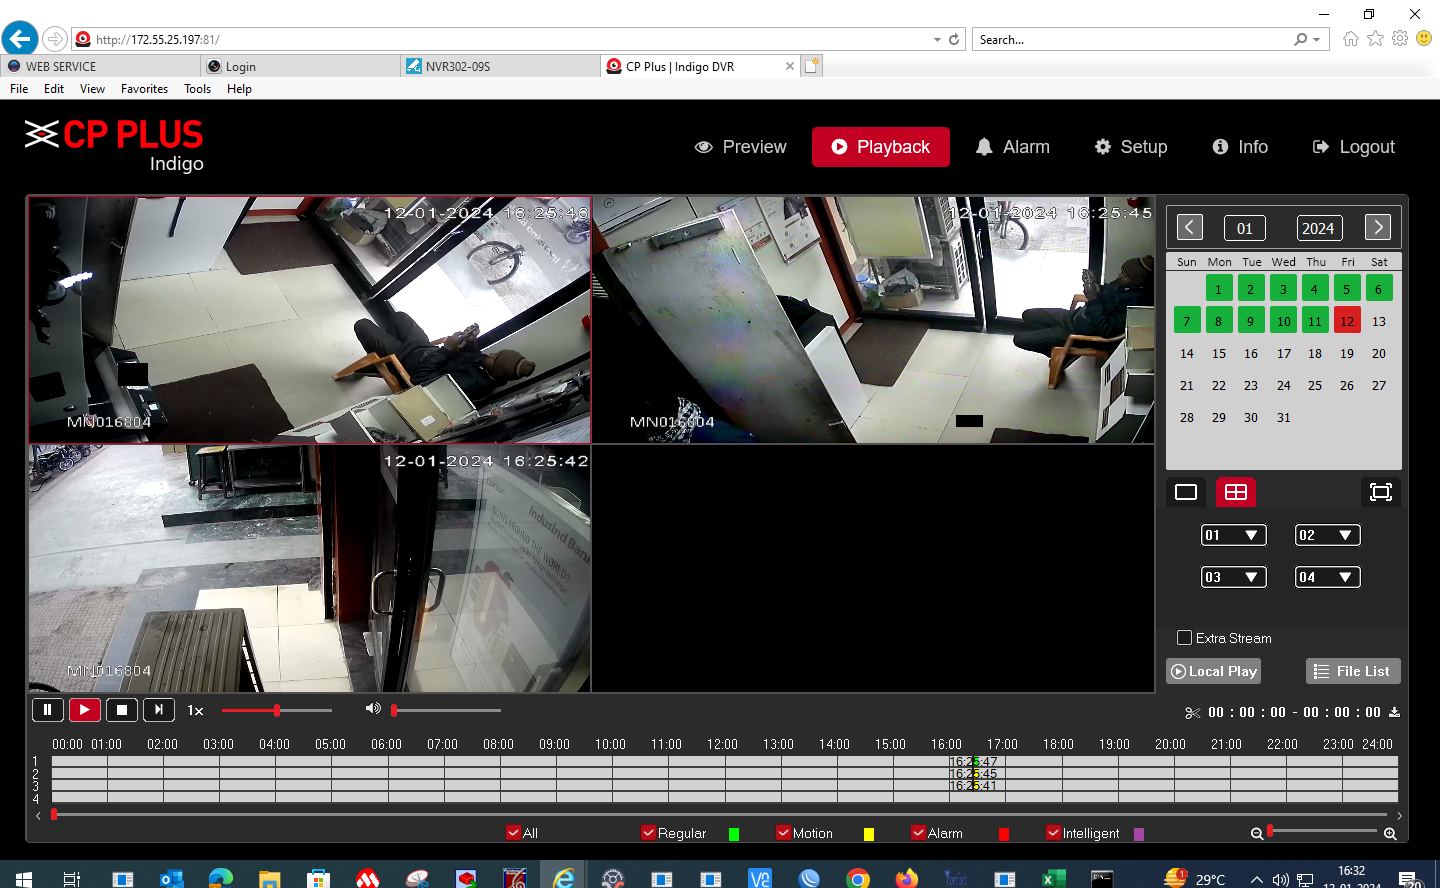 http://172.55.25.197:81/
Search...
WEB SERVICE
Login
NVR302-09S
CP Plus | Indigo DVR
File Edit View Favorites Tools Help
CP PLUS
Indigo
Preview
Playback
Alarm
Setup
Info
Logout
12-01-2024 16:25:46
MN016804
12-01-2024 16:25:45
MN016804
12-01-2024 16:25:42
IndusInd Bank
MN016804
01 2024
Sun Mon Tue Wed Thu Fri Sat
1 2 3 4 5 6
7 8 9 10 11 12 13
14 15 16 17 18 19 20
21 22 23 24 25 26 27
28 29 30 31
01 02
03 04
Extra Stream
Local Play
File List
1x
00 : 00 : 00 - 00 : 00 : 00
00:00 01:00 02:00 03:00 04:00 05:00 06:00 07:00 08:00 09:00 10:00 11:00 12:00 13:00 14:00 15:00 16:00 17:00 18:00 19:00 20:00 21:00 22:00 23:00 24:00
1 16:25:47
2 16:25:45
3 16:25:41
4
All Regular Motion Alarm Intelligent
29°C
16:32
12-01-2024
20